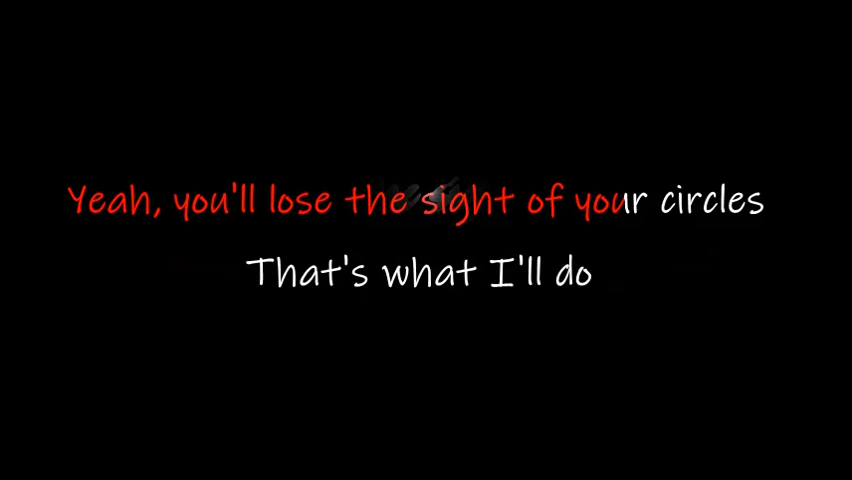 Yeah, you'll lose the sight of your circles
That's what I'll do